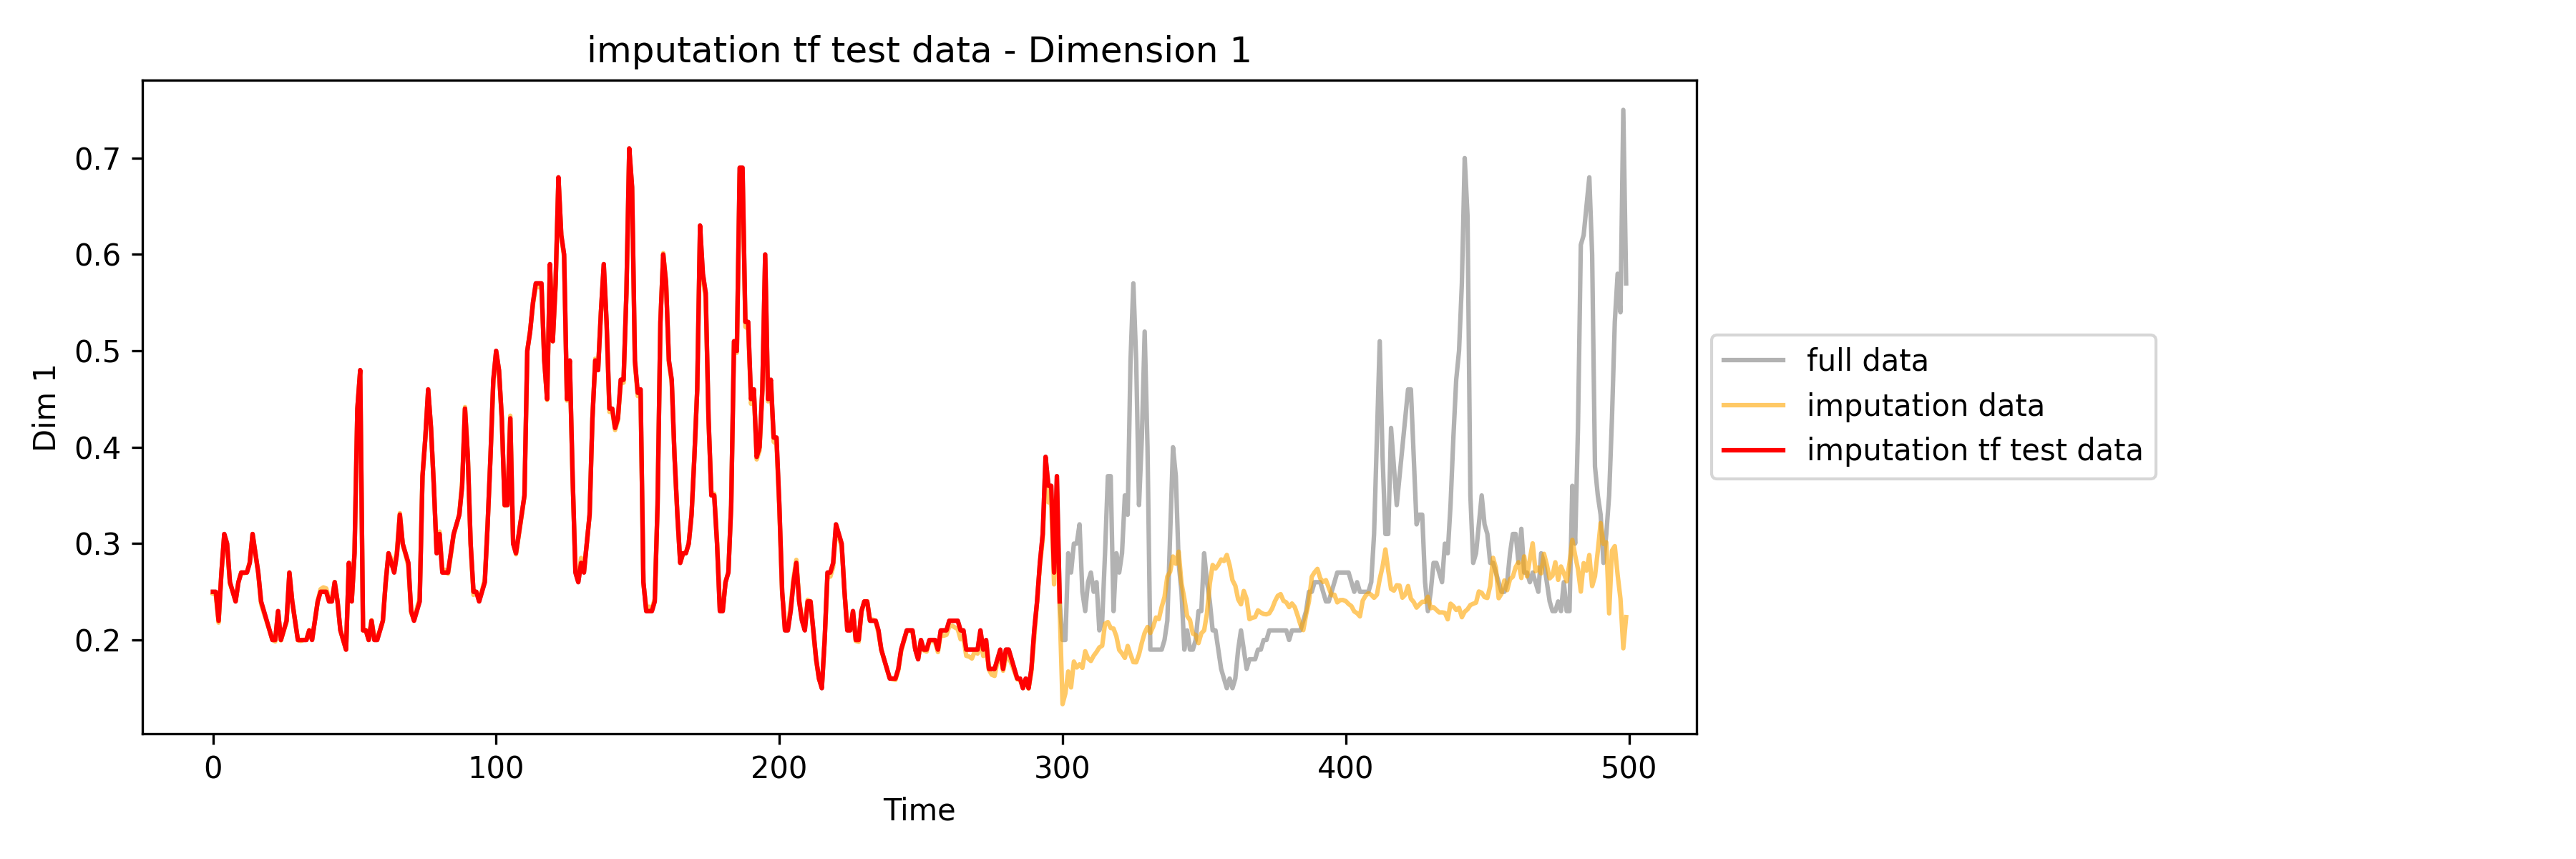 imputation tf test data - Dimension 1
0.7
0.6
0.5
0.4
0.3
0.2
Dim 1
0 100 200 300 400 500
Time
full data
imputation data
imputation tf test data